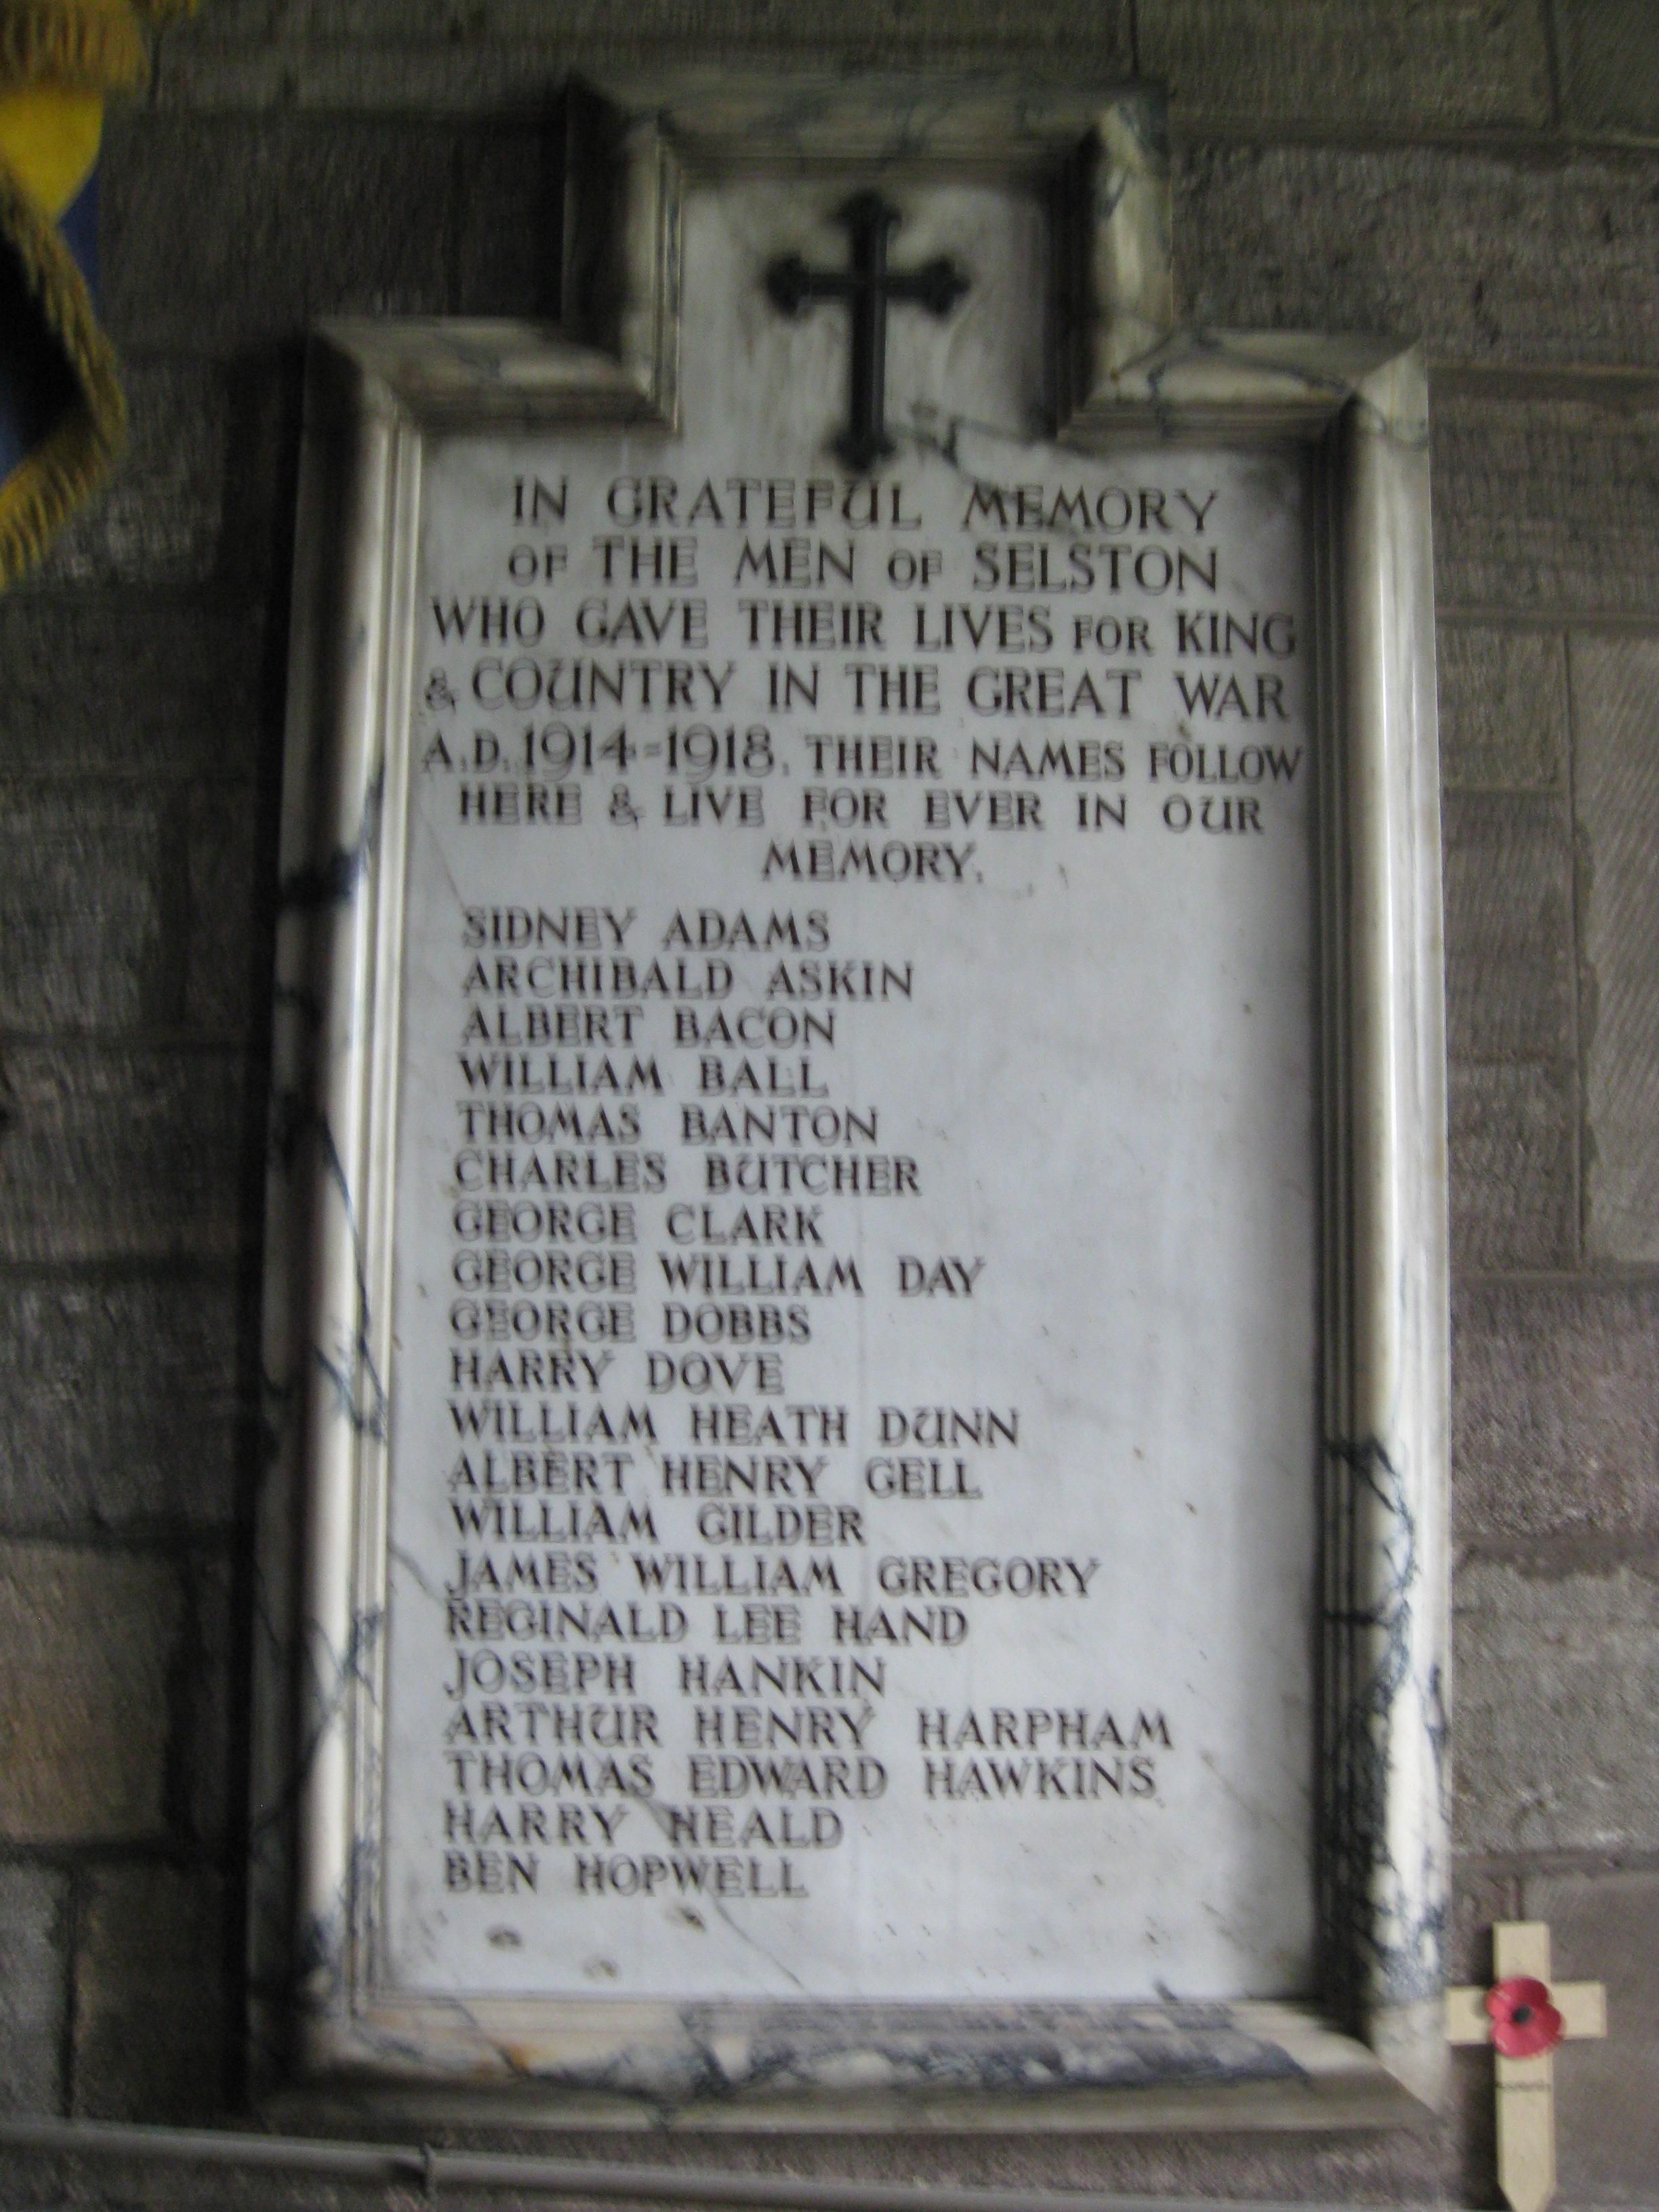 IN GRATEFUL MEMORY
OF THE MEN OF SELSTON
WHO GAVE THEIR LIVES FOR KING
& COUNTRY IN THE GREAT WAR
A.D. 1914=1918. THEIR NAMES FOLLOW
HERE & LIVE FOR EVER IN OUR
MEMORY.
SIDNEY ADAMS
ARCHIBALD ASKIN
ALBERT BACON
WILLIAM BALL
THOMAS BANTON
CHARLES BUTCHER
GEORGE CLARK
GEORGE WILLIAM DAY
GEORGE DOBBS
HARRY DOVE
WILLIAM HEATH DUNN
ALBERT HENRY GELL
WILLIAM GILDER
JAMES WILLIAM GREGORY
REGINALD LEE HAND
JOSEPH HANKIN
ARTHUR HENRY HARPHAM
THOMAS EDWARD HAWKINS
HARRY HEALD
BEN HOPWELL